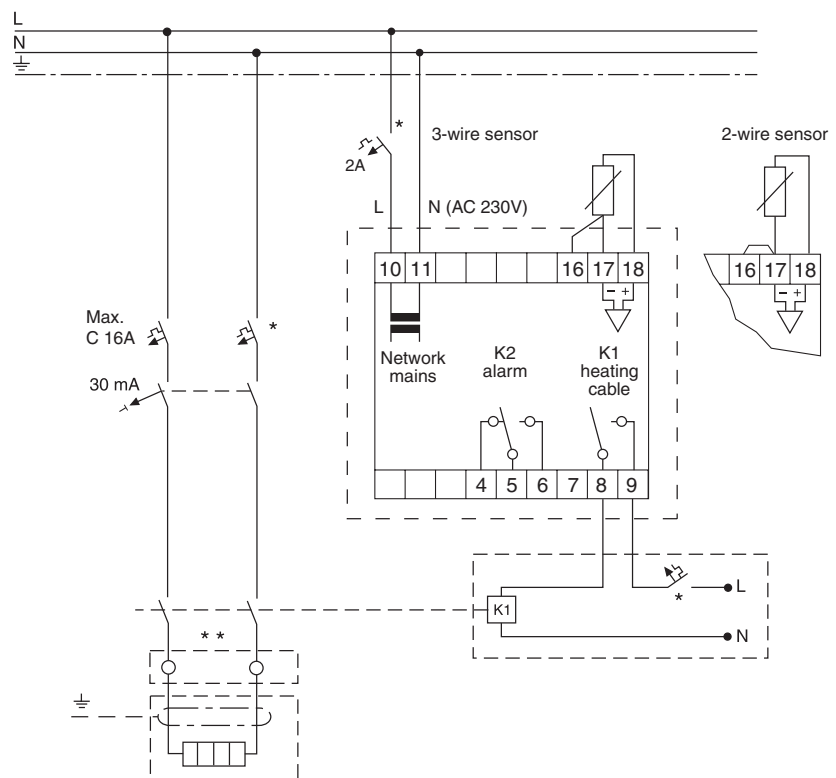 L
N
*
3-wire sensor
2-wire sensor
2A
L
N (AC 230V)
10 11 16 17 18
16 17 18
- +
- +
Max.
C 16A
*
Network
mains
K2
alarm
K1
heating
cable
30 mA
4 5 6 7 8 9
K1
*
L
N
* *